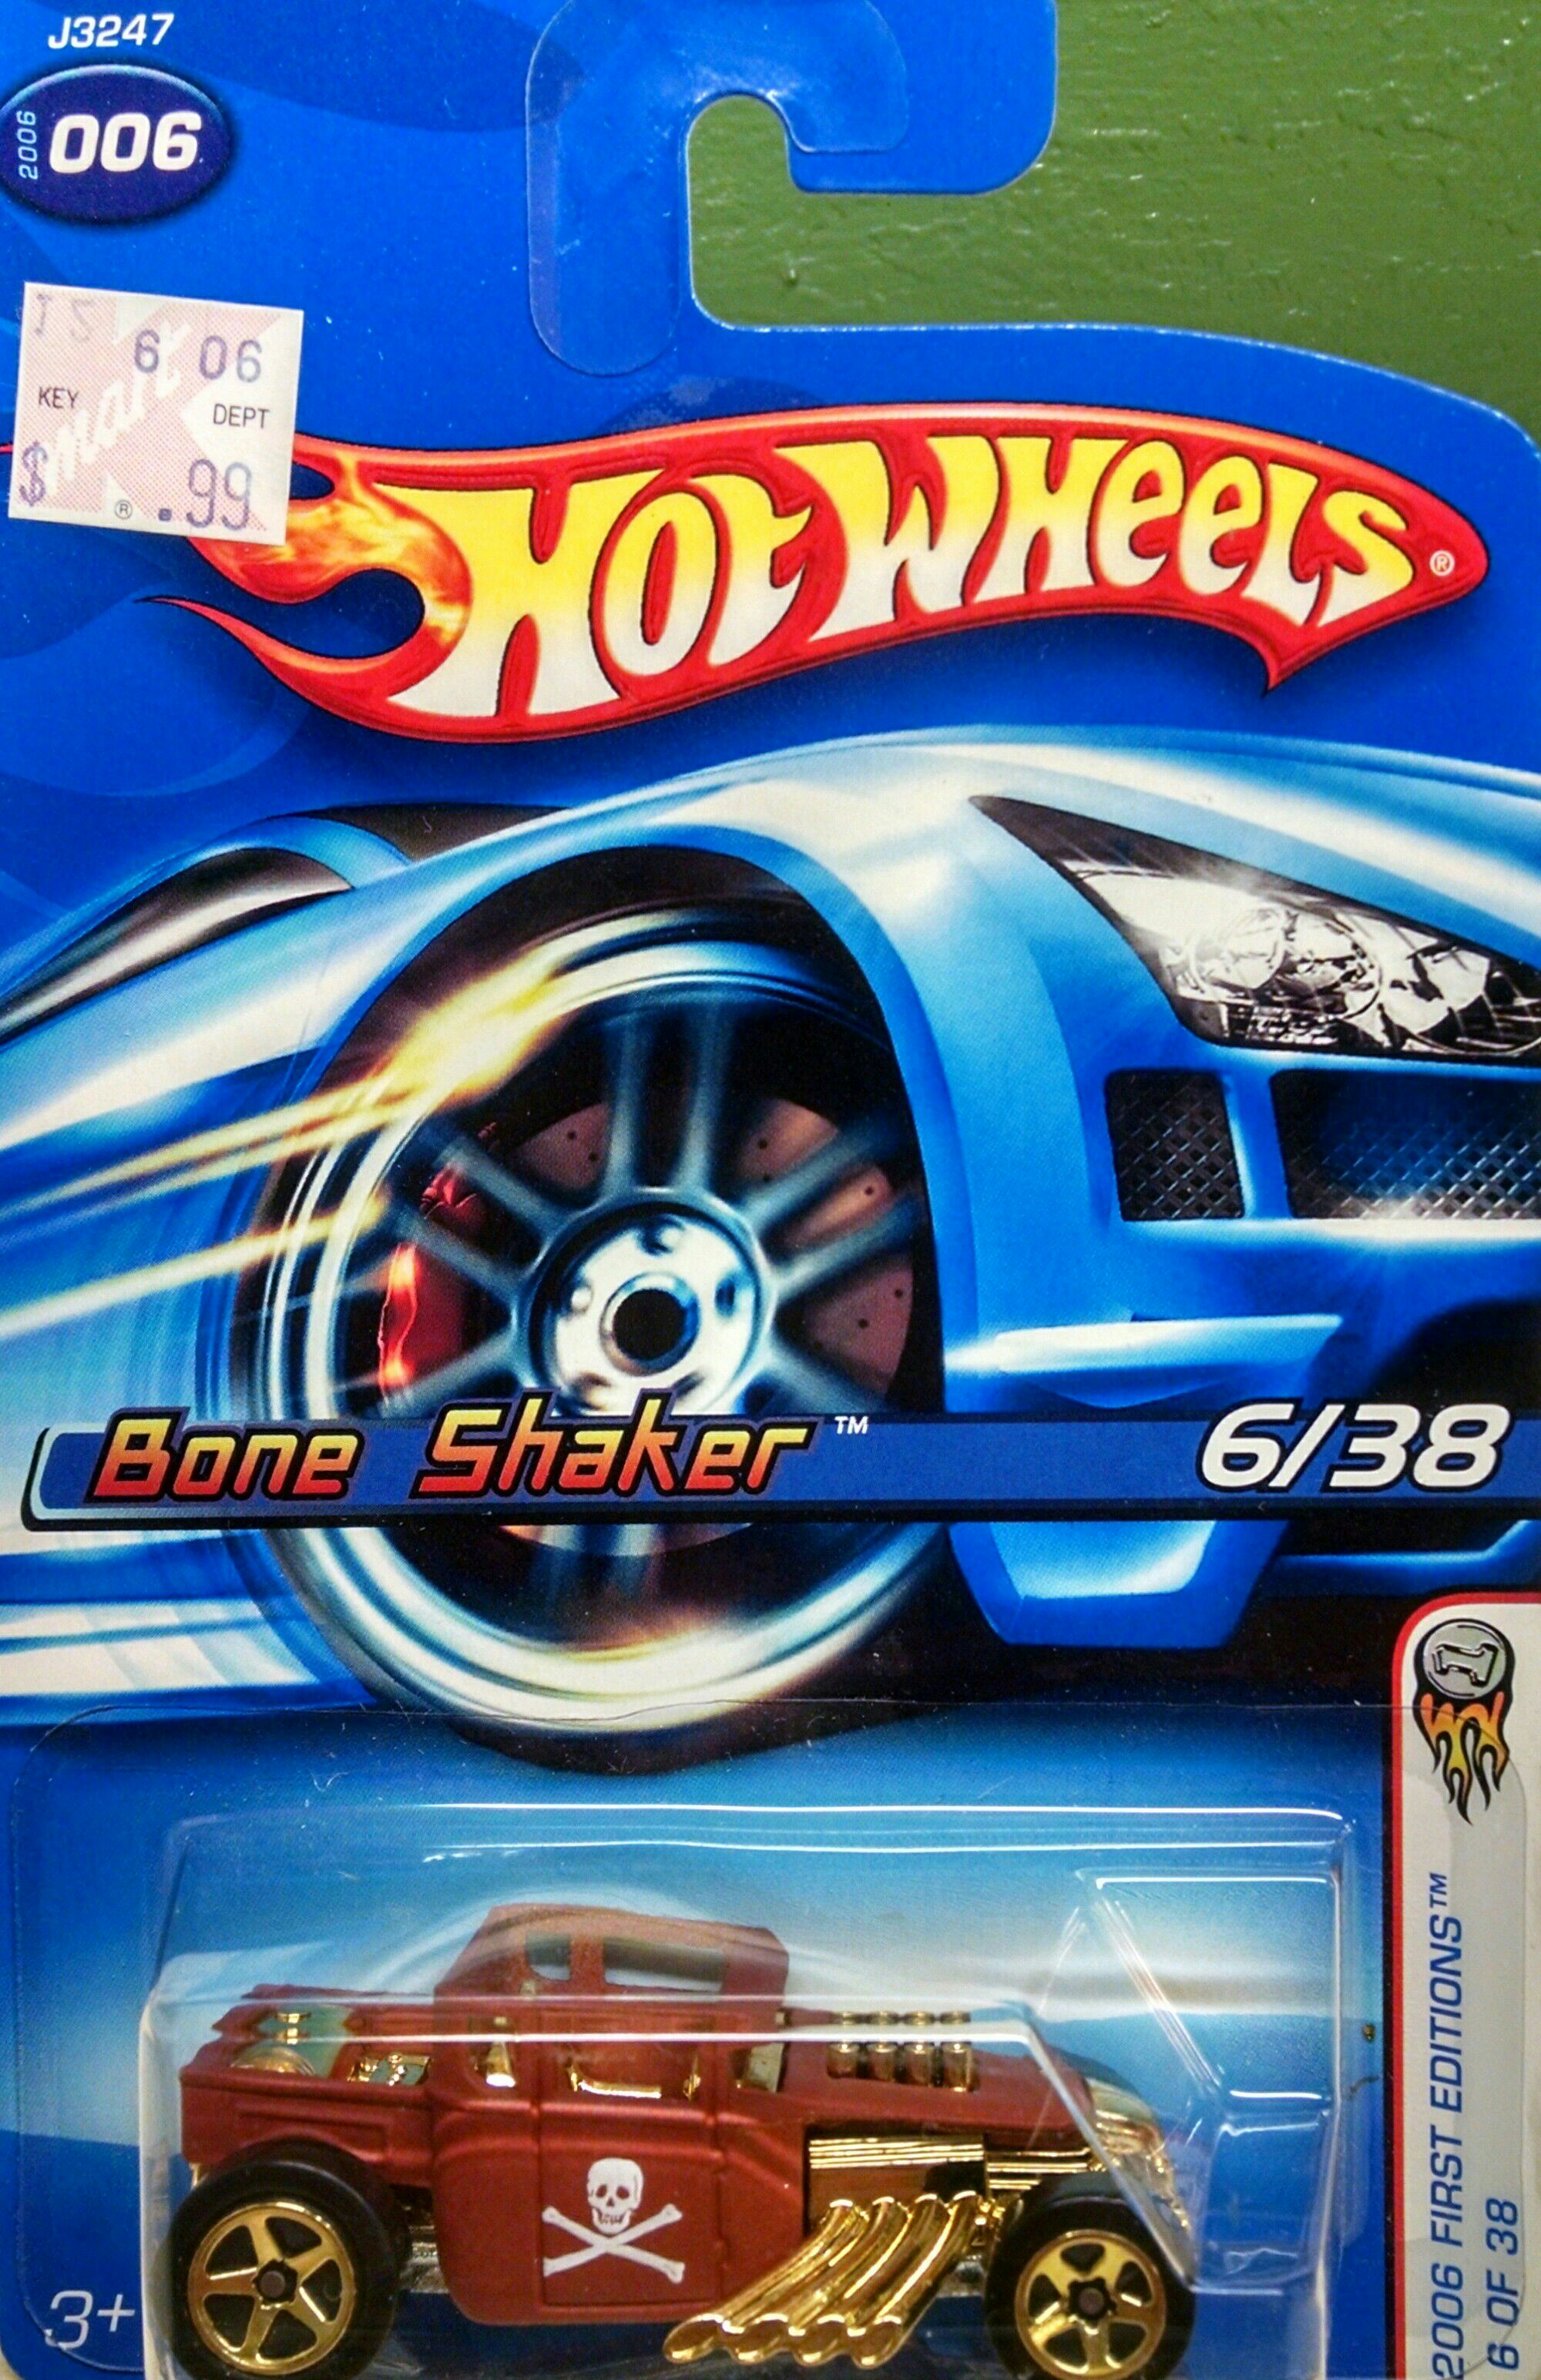 J3247
2006
006
6 06
KEY
Kmart
DEPT
$ .99
®
HOT WHEELS®
Bone Shaker™
6/38
2006 FIRST EDITIONS™
6 OF 38
3+